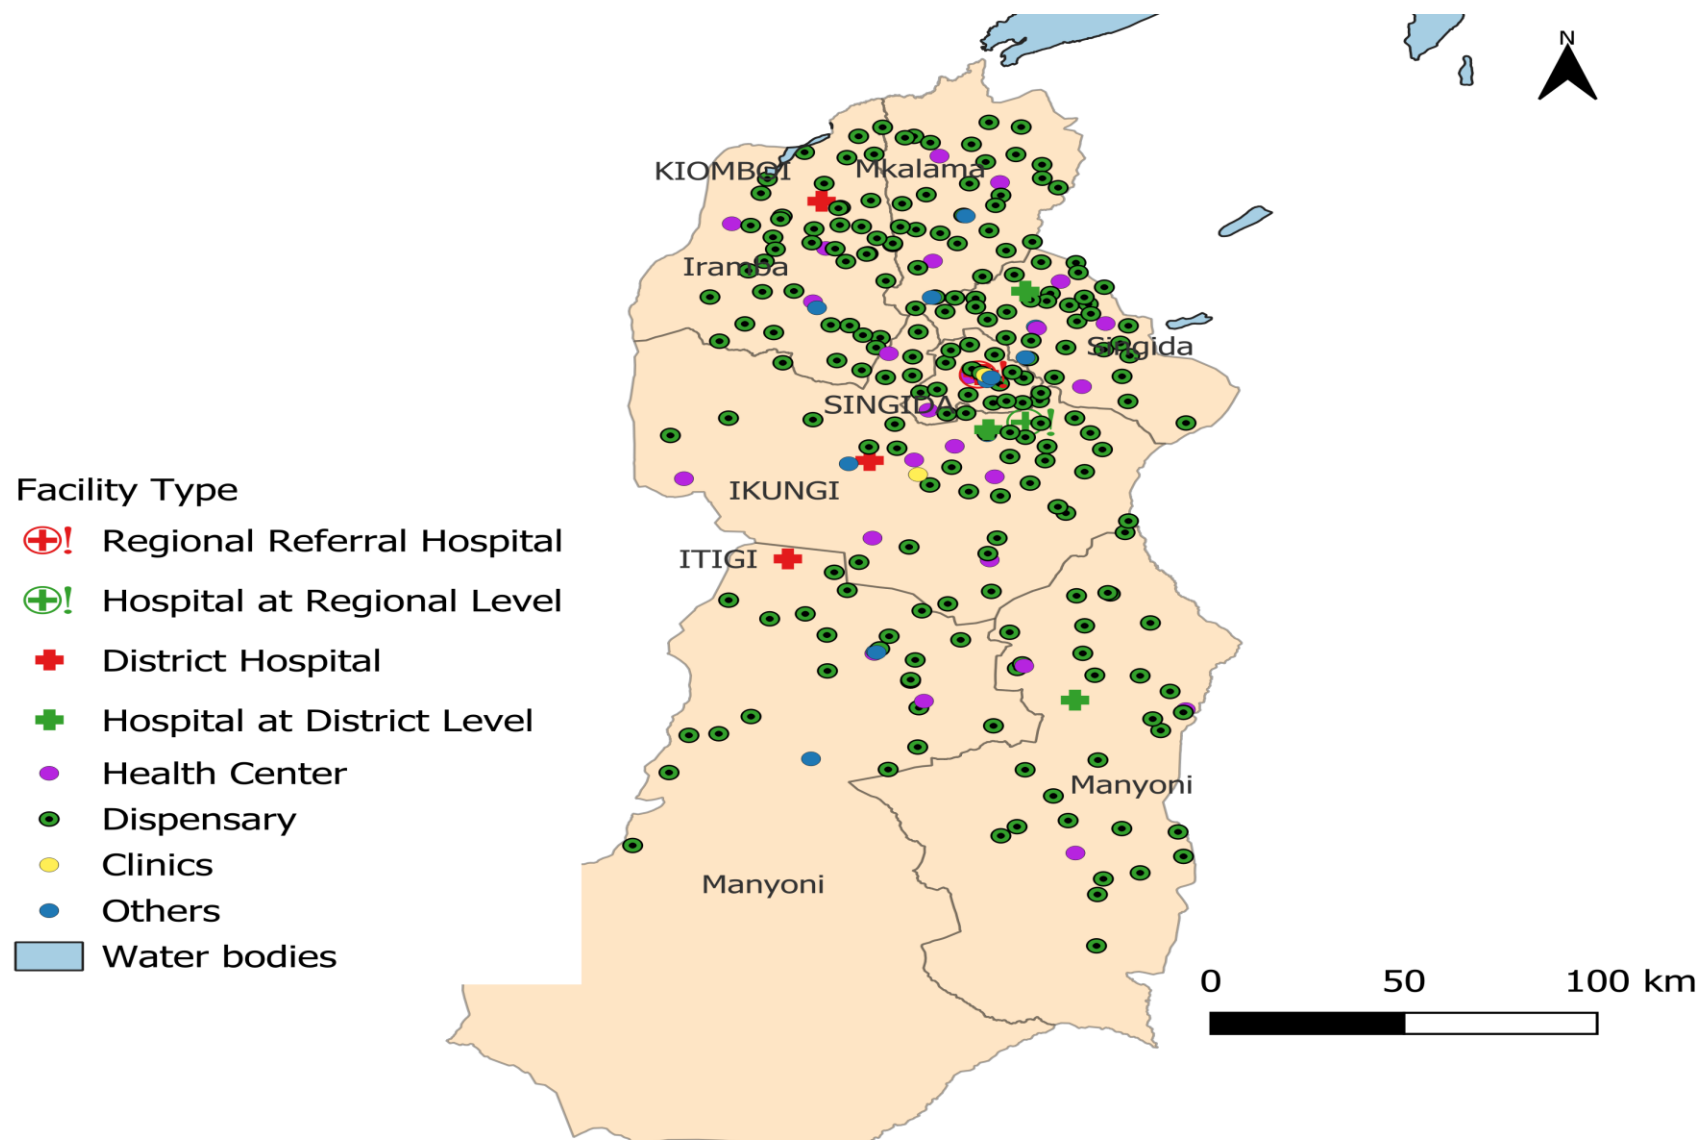 N
KIOMBOI
Mkalama
Iramba
Singida
SINGIDA
IKUNGI
ITIGI
Manyoni
Manyoni
Facility Type
Regional Referral Hospital
Hospital at Regional Level
District Hospital
Hospital at District Level
Health Center
Dispensary
Clinics
Others
Water bodies
0 50 100 km